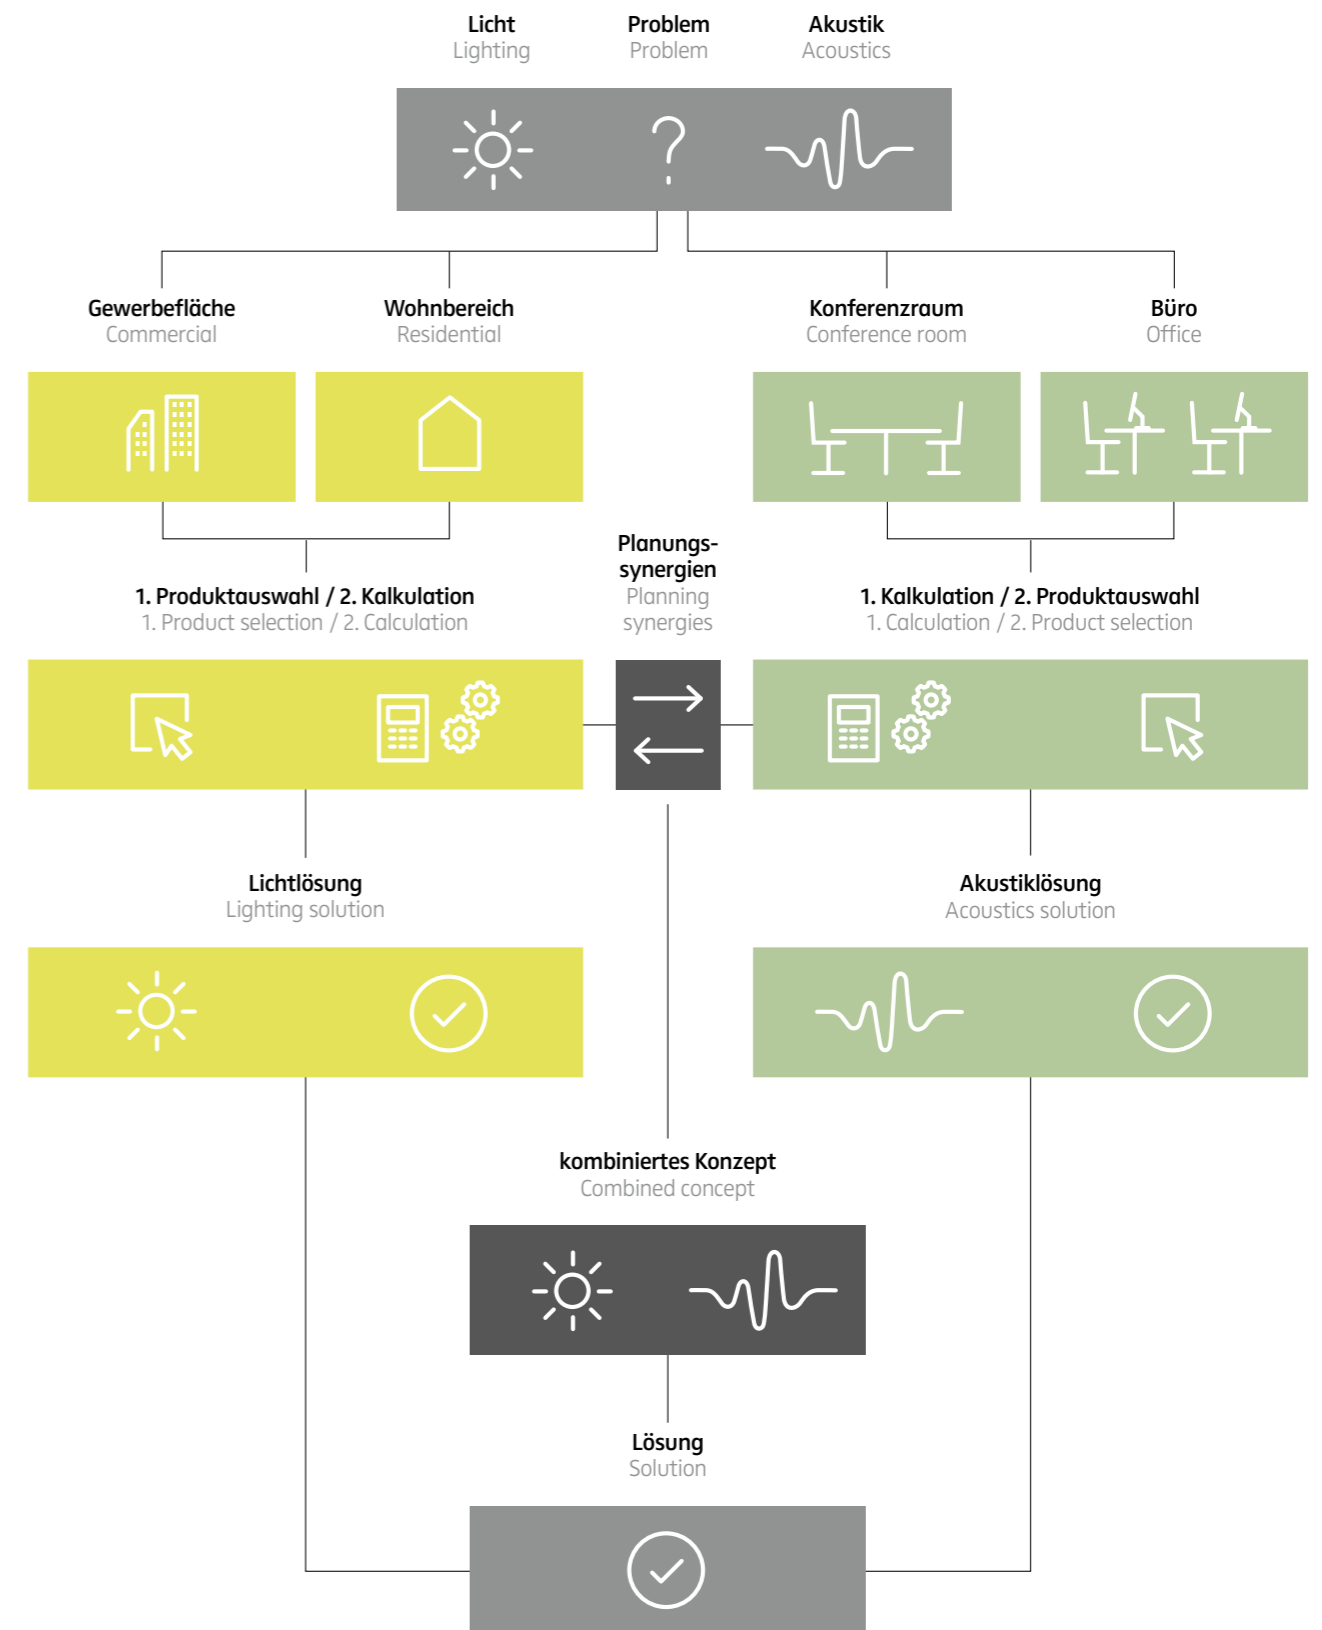 Licht
Lighting
Problem
Problem
Akustik
Acoustics
Gewerbefläche
Commercial
Wohnbereich
Residential
Konferenzraum
Conference room
Büro
Office
Planungs-
synergien
Planning
synergies
1. Produktauswahl / 2. Kalkulation
1. Product selection / 2. Calculation
1. Kalkulation / 2. Produktauswahl
1. Calculation / 2. Product selection
Lichtlösung
Lighting solution
Akustiklösung
Acoustics solution
kombiniertes Konzept
Combined concept
Lösung
Solution